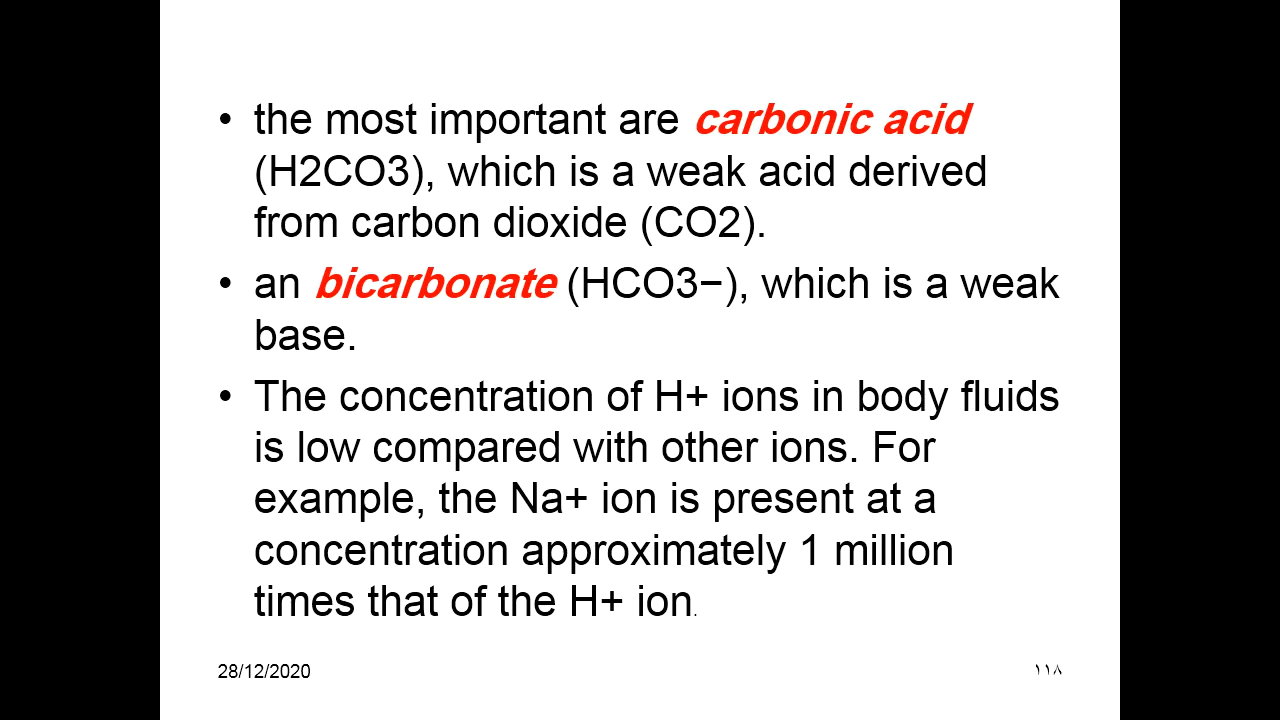 • the most important are carbonic acid
(H2CO3), which is a weak acid derived
from carbon dioxide (CO2).
• an bicarbonate (HCO3−), which is a weak
base.
• The concentration of H+ ions in body fluids
is low compared with other ions. For
example, the Na+ ion is present at a
concentration approximately 1 million
times that of the H+ ion.
28/12/2020
١١٨